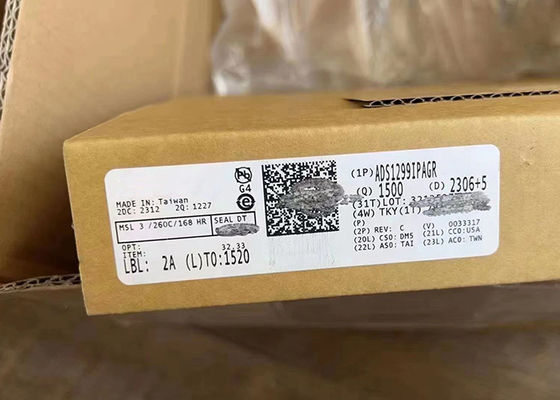 G4
MADE IN: Taiwan
2DC: 2312 2Q: 1227
MSL 3 /260C/168 HR SEAL DT
OPT:
ITEM: 32,33
LBL: 2A (L)TO:1520
(1P) ADS1299IPAGR
(Q) 1500 (D) 2306+5
(31T)LOT:
(4W) TKY(1T)
(P)
(2P) REV: C (V) 0033317
(20L) CSO: DM5 (21L) CCO:USA
(22L) ASO: TAI (23L) ACO: TWN